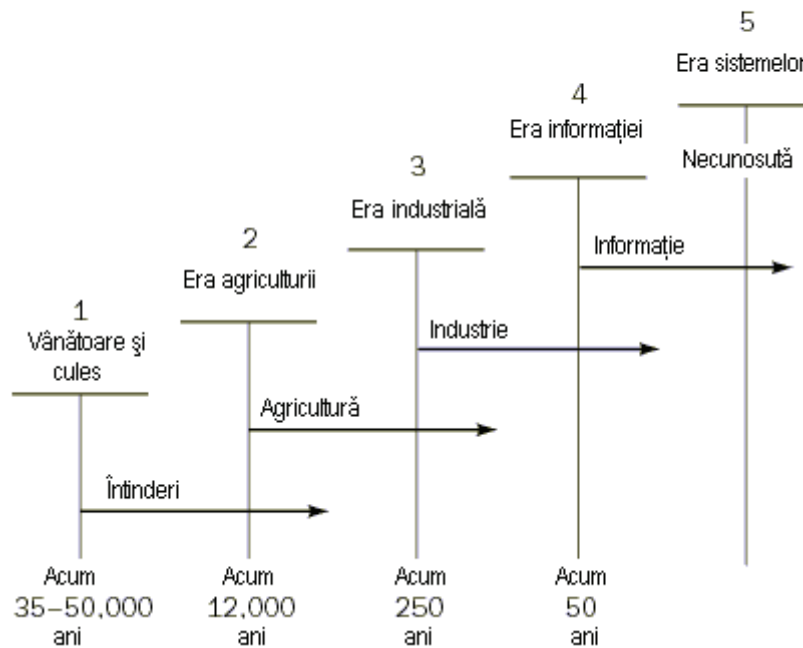 1
Vânătoare şi
cules
Întinderi
Acum
35–50,000
ani
2
Era agriculturii
Agricultură
Acum
12,000
ani
3
Era industrială
Industrie
Acum
250
ani
4
Era informației
Informație
Acum
50
ani
5
Era sistemelor
Necunosută